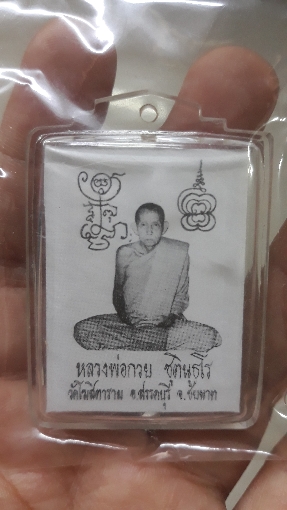 หลวงพ่อกวย ชุตินฺธโร
วัดโฆสิตาราม อ.สรรคบุรี จ.ชัยนาท